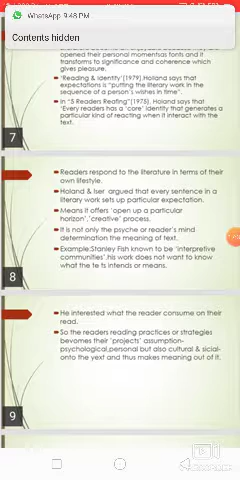 WhatsApp 9:48 PM
Contents hidden
opened their personal momentustas fonts and it
transforms to significance and coherence which
gives pleasure.
'Reading & Identity'(1979).Holana says that
expectations is "putting literary work in the
sequence of a person's wishes in time".
In "5 Readers Reafing"(1975). Holand says that
'Every readers has a 'core' identity that generates a
particular kind of reacting when it interact with the
text.
7
Readers respond to the literature in terms of their
own lifestyle.
Holand & Iser argued that every sentence in a
literary work sets up particular expectation.
Means it offers 'open up a particular
horizon','creative' process.
It is not only the psyche or reader's mind
determination the meaning of text.
Example:Stanley Fish known to be 'interpretive
communities',his work does not want to know
what the te ts intends or means.
8
He interested what the reader consume on their
read.
So the readers reading practices or strategies
bevomes their 'projects' assumption-
psychological,personal but also cultural & sicial-
onto the yext and thus makes meaning out of it.
9